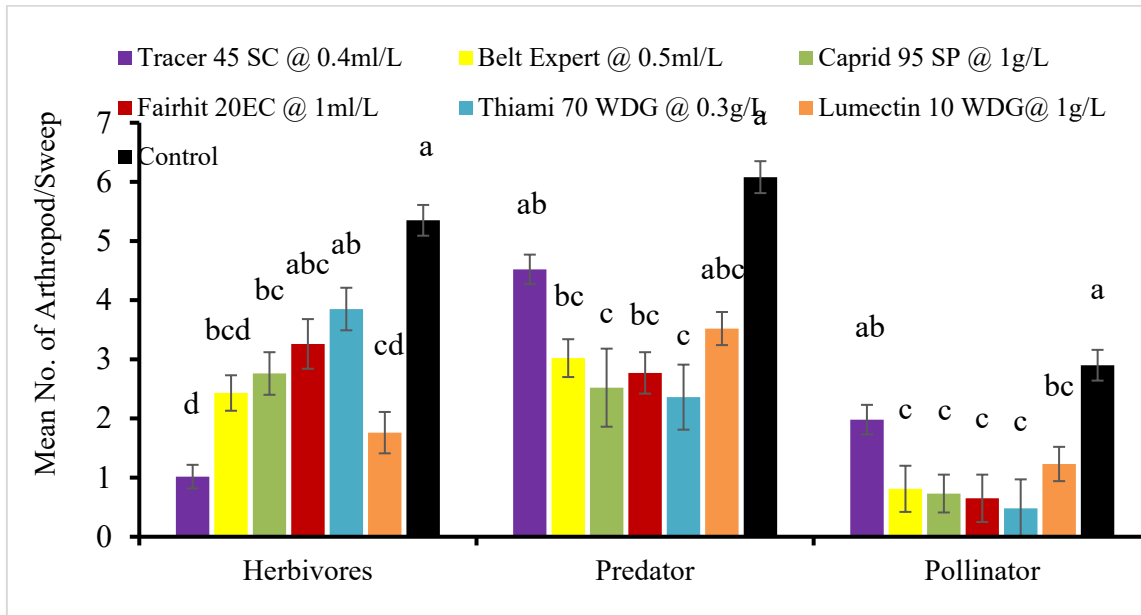 Tracer 45 SC @ 0.4ml/L Belt Expert @ 0.5ml/L Caprid 95 SP @ 1g/L
Fairhit 20EC @ 1ml/L Thiami 70 WDG @ 0.3g/L Lumectin 10 WDG@ 1g/L
Control
Mean No. of Arthropod/Sweep
7
6
5
4
3
2
1
0
d bcd bc abc ab cd a
ab bc c bc c abc a
ab c c c c bc a
Herbivores Predator Pollinator